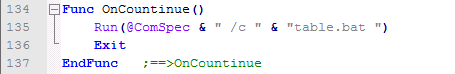 134 Func OnCountinue()
135 Run(@ComSpec & " /c " & "table.bat ")
136 Exit
137 EndFunc ;==>OnCountinue